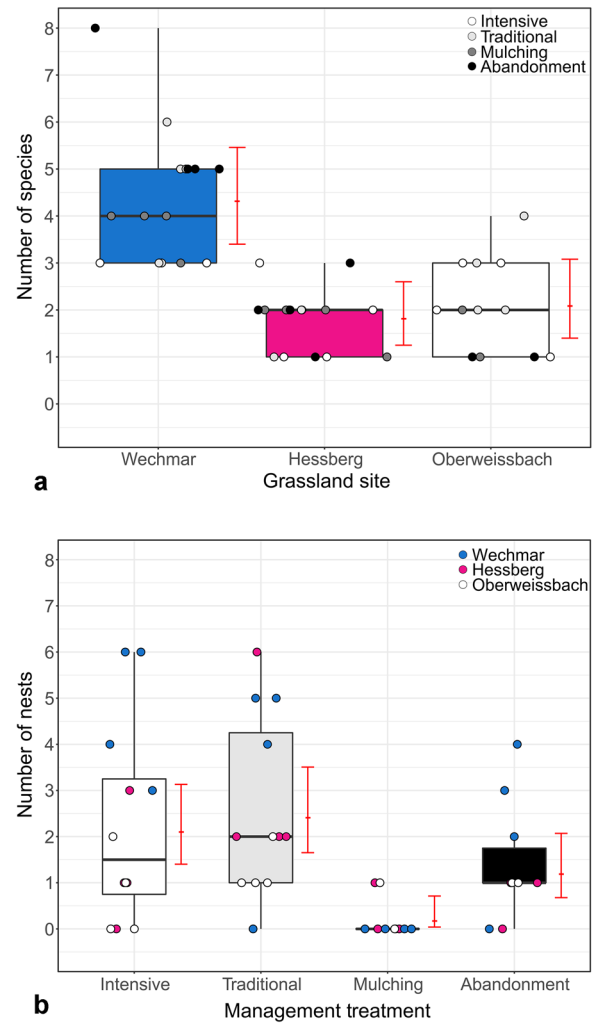 Intensive
Traditional
Mulching
Abandonment
8
7
6
5
4
3
2
1
0
Number of species
Wechmar Hessberg Oberweissbach
Grassland site
a
Wechmar
Hessberg
Oberweissbach
8
7
6
5
4
3
2
1
0
Number of nests
Intensive Traditional Mulching Abandonment
Management treatment
b